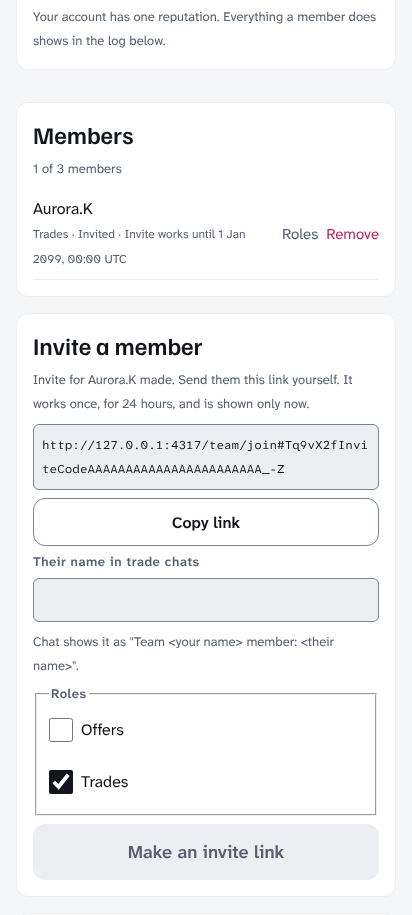 Your account has one reputation. Everything a member does
shows in the log below.
Members
1 of 3 members
Aurora.K
Trades · Invited · Invite works until 1 Jan
2099, 00:00 UTC
Roles Remove
Invite a member
Invite for Aurora.K made. Send them this link yourself. It
works once, for 24 hours, and is shown only now.
http://127.0.0.1:4317/team/join#Tq9vX2fInvi
teCodeAAAAAAAAAAAAAAAAAAAAAAAA_-Z
Copy link
Their name in trade chats
Chat shows it as "Team <your name> member: <their
name>".
Roles
Offers
Trades
Make an invite link